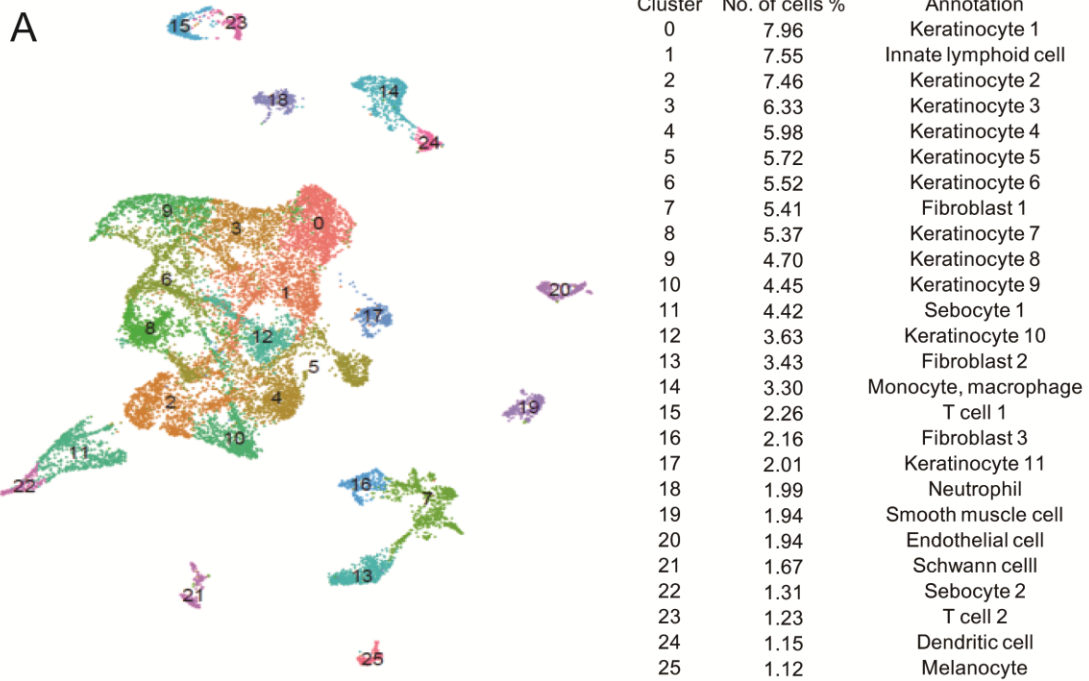 A
15
23
18
14
24
9
3
0
6
1
20
8
12
17
5
2
4
19
10
11
22
16
7
13
21
25
Cluster No. of cells % Annotation
0 7.96 Keratinocyte 1
1 7.55 Innate lymphoid cell
2 7.46 Keratinocyte 2
3 6.33 Keratinocyte 3
4 5.98 Keratinocyte 4
5 5.72 Keratinocyte 5
6 5.52 Keratinocyte 6
7 5.41 Fibroblast 1
8 5.37 Keratinocyte 7
9 4.70 Keratinocyte 8
10 4.45 Keratinocyte 9
11 4.42 Sebocyte 1
12 3.63 Keratinocyte 10
13 3.43 Fibroblast 2
14 3.30 Monocyte, macrophage
15 2.26 T cell 1
16 2.16 Fibroblast 3
17 2.01 Keratinocyte 11
18 1.99 Neutrophil
19 1.94 Smooth muscle cell
20 1.94 Endothelial cell
21 1.67 Schwann celll
22 1.31 Sebocyte 2
23 1.23 T cell 2
24 1.15 Dendritic cell
25 1.12 Melanocyte